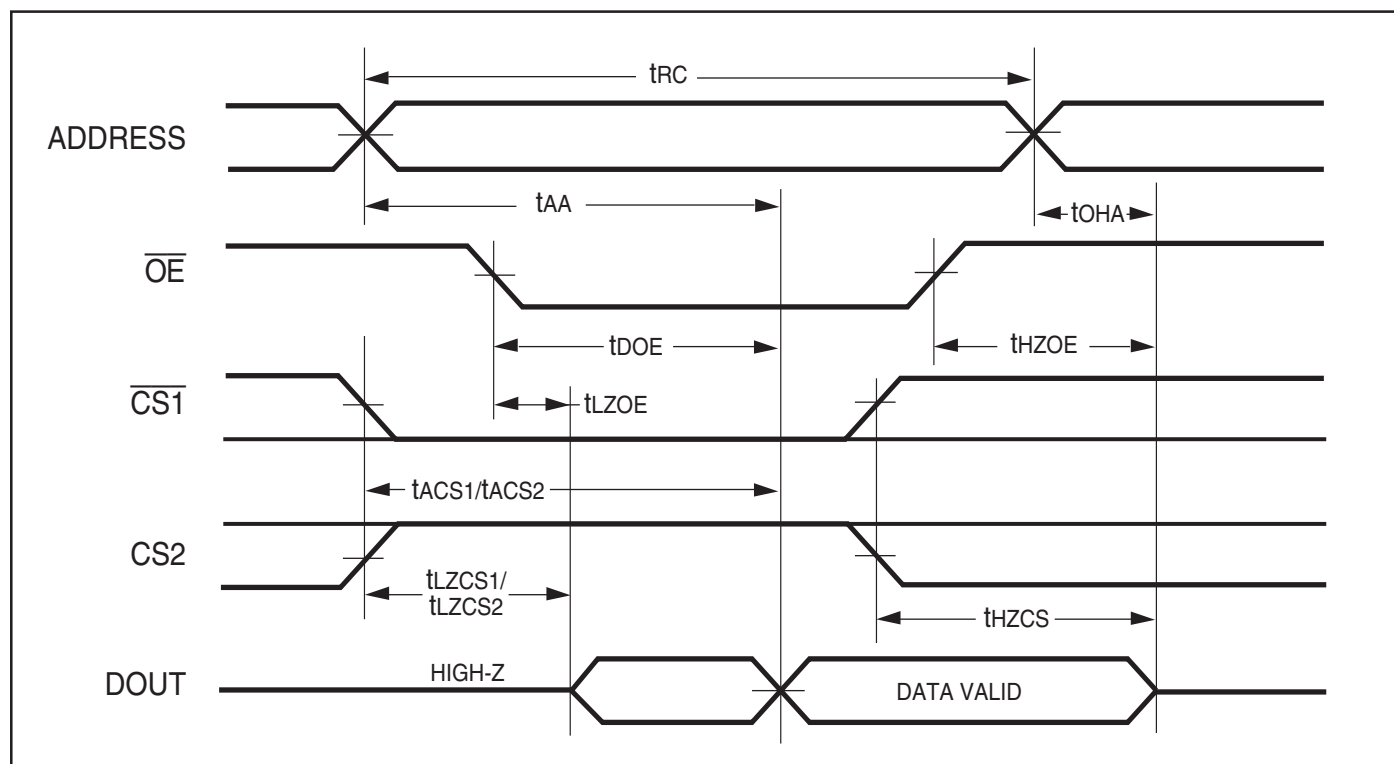 tRC
ADDRESS
tAA
tOHA
OE
tDOE
tHZOE
CS1
tLZOE
tACS1/tACS2
CS2
tLZCS1/
tLZCS2
tHZCS
HIGH-Z
DOUT
DATA VALID